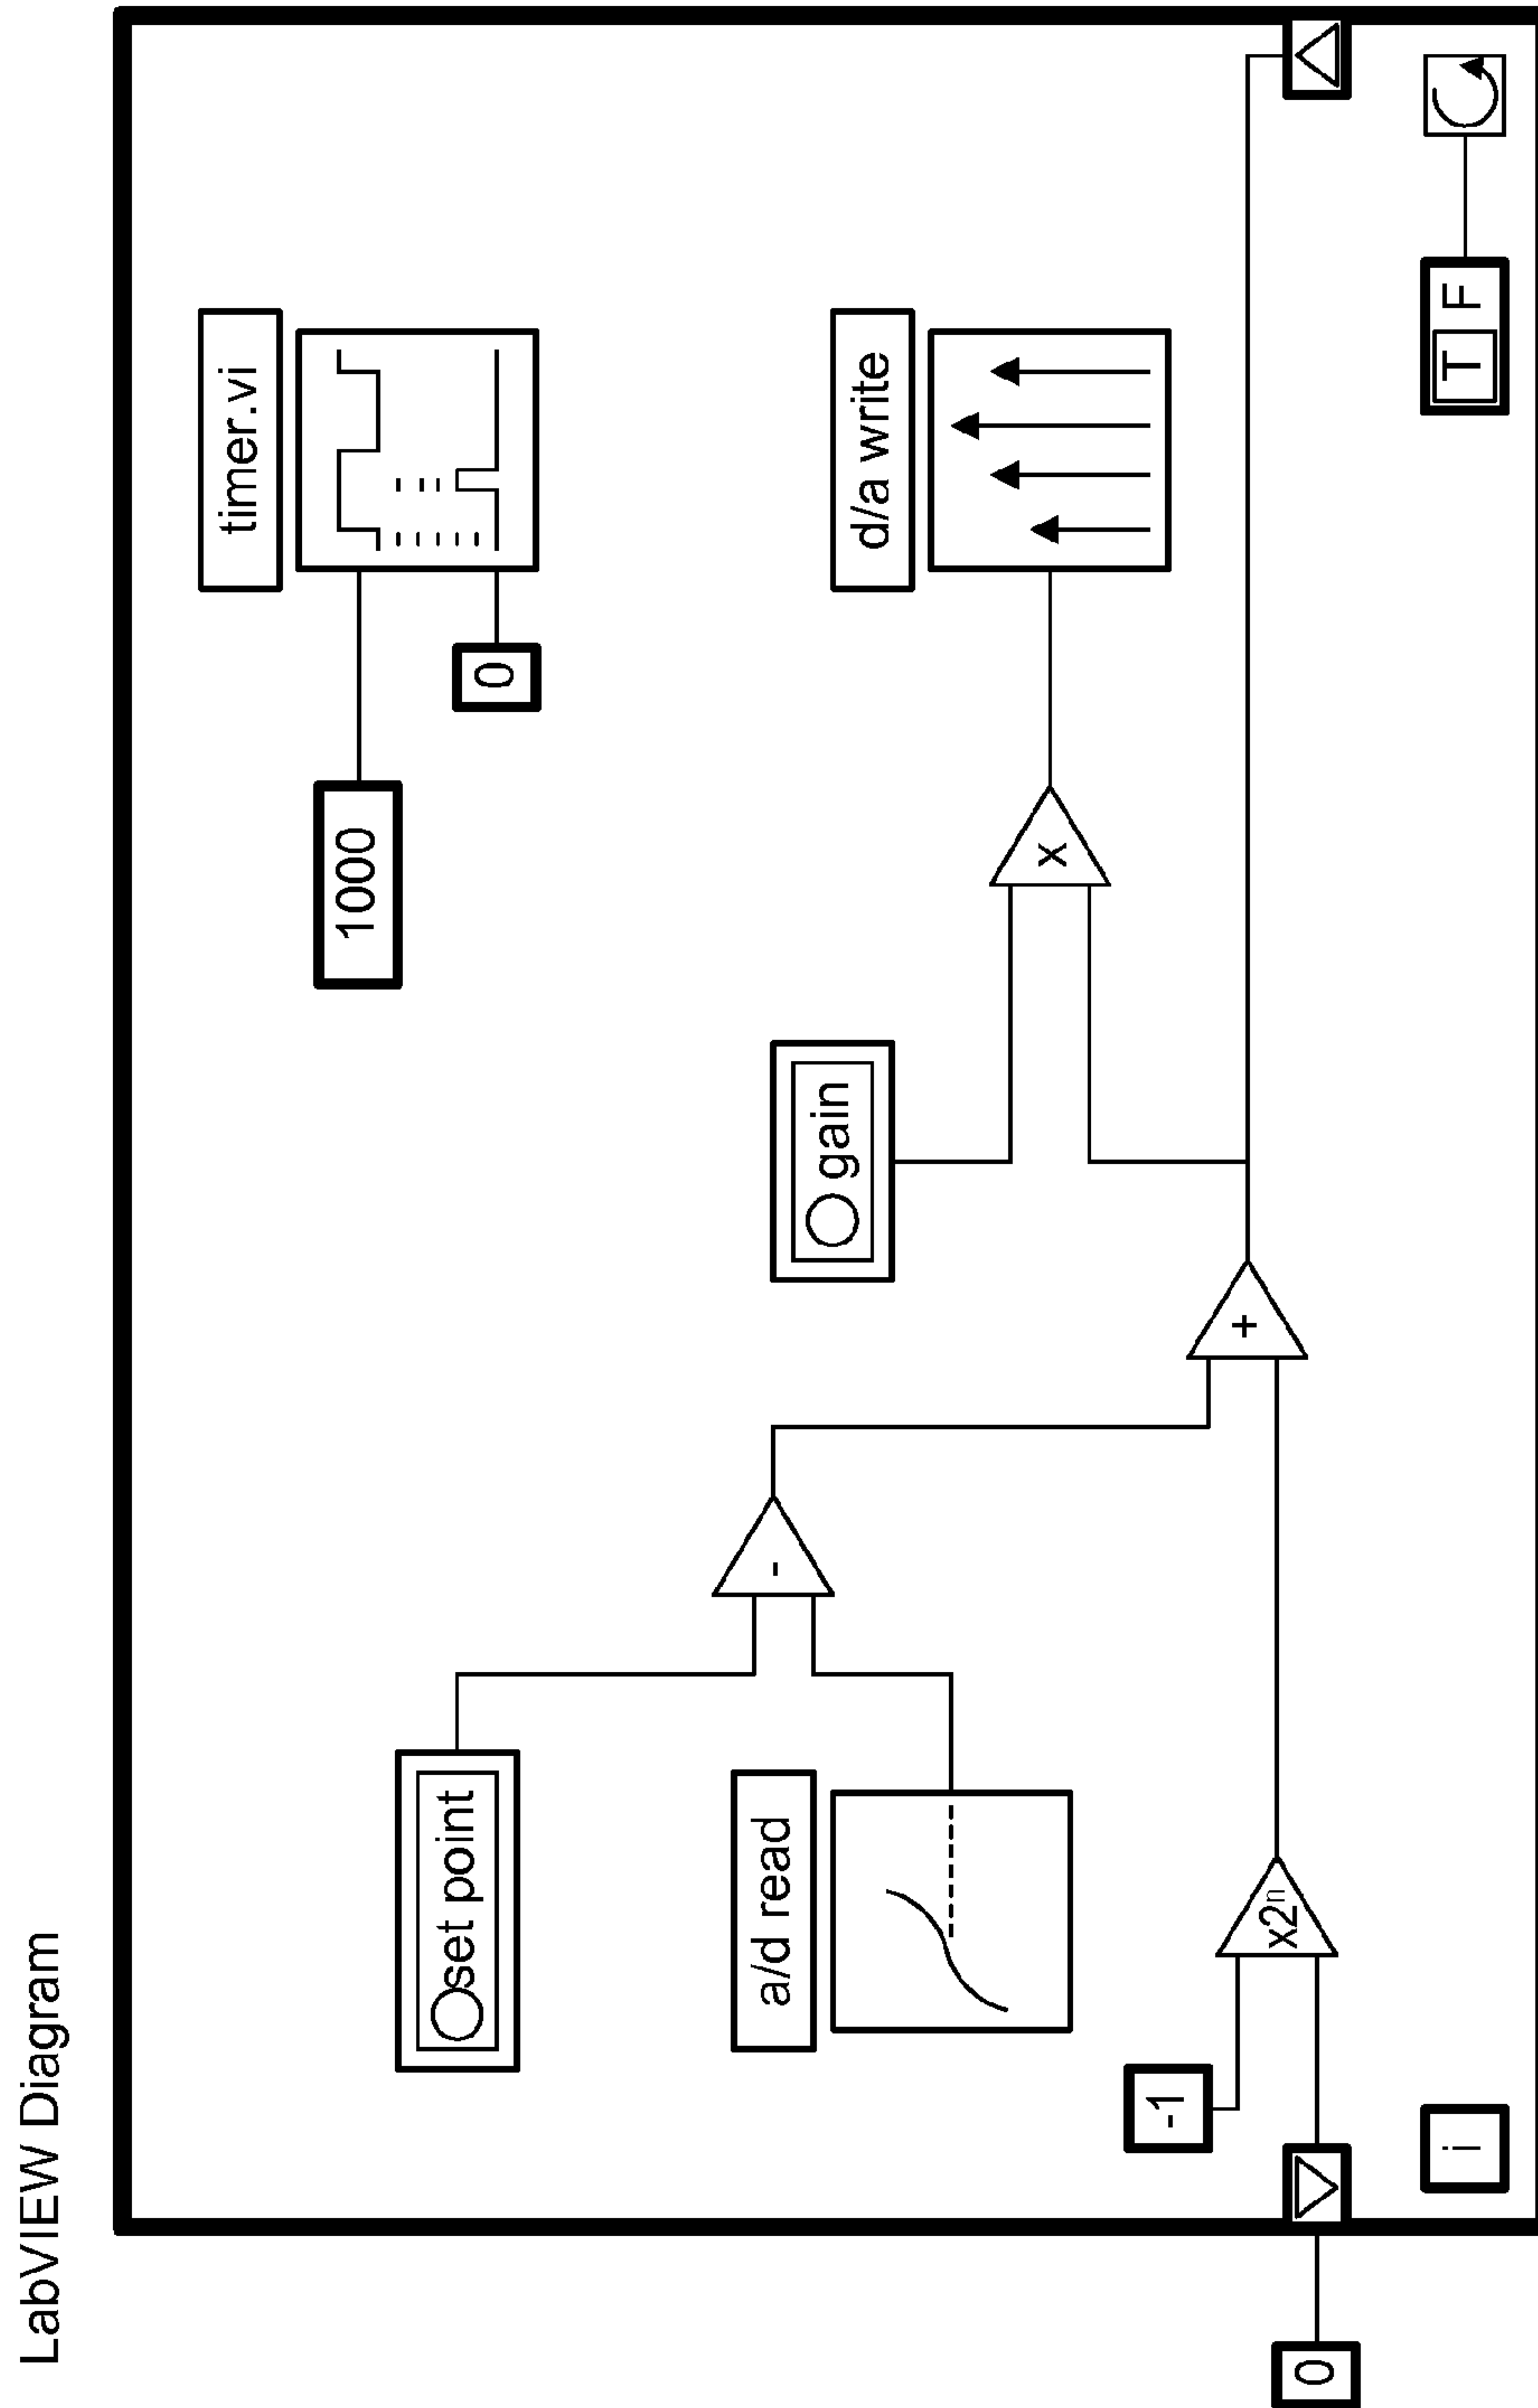 LabVIEW Diagram
timer.vi
1000
0
set point
gain
a/d read
-
d/a write
x
+
-1
x2ⁿ
0
i
T F